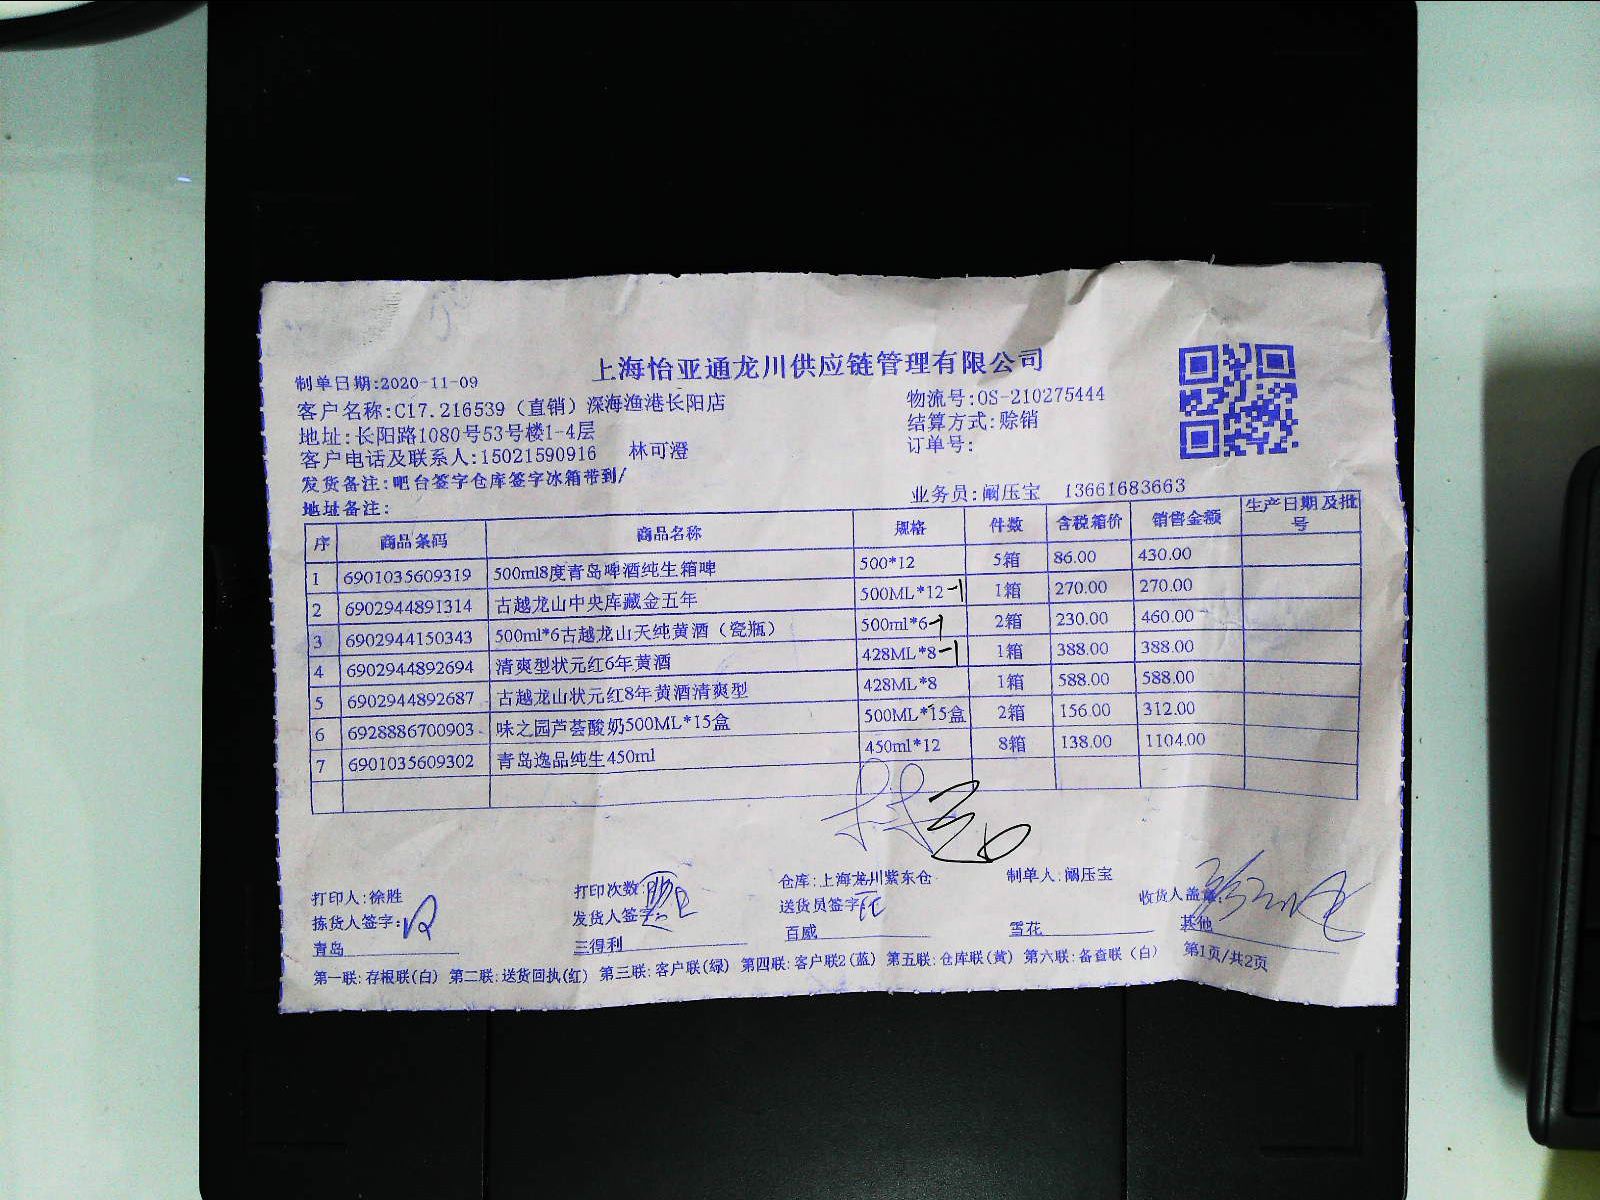 上海怡亚通龙川供应链管理有限公司
制单日期:2020-11-09
客户名称:C17.216539（直销）深海渔港长阳店 物流号:OS-210275444
地址:长阳路1080号53号楼1-4层 结算方式:赊销
客户电话及联系人:15021590916 林可澄 订单号:
发货备注:吧台签字仓库签字冰箱带到/
地址备注: 业务员:阚压宝 13661683663
序 商品条码 商品名称 规格 件数 含税箱价 销售金额 生产日期及批号
1 6901035609319 500ml8度青岛啤酒纯生箱啤 500*12 5箱 86.00 430.00
2 6902944891314 古越龙山中央库藏金五年 500ML*12 -1 1箱 270.00 270.00
3 6902944150343 500ml*6古越龙山天纯黄酒（瓷瓶） 500ml*6 -1 2箱 230.00 460.00
4 6902944892694 清爽型状元红6年黄酒 428ML*8 -1 1箱 388.00 388.00
5 6902944892687 古越龙山状元红8年黄酒清爽型 428ML*8 1箱 588.00 588.00
6 6928886700903 味之园芦荟酸奶500ML*15盒 500ML*15盒 2箱 156.00 312.00
7 6901035609302 青岛逸品纯生450ml 450ml*12 8箱 138.00 1104.00
打印人:徐胜 打印次数: 仓库:上海龙川紫东仓 制单人:阚压宝
拣货人签字: 发货人签字: 送货员签字: 收货人盖章:
青岛 三得利 百威 雪花 其他
第一联:存根联(白) 第二联:送货回执(红) 第三联:客户联(绿) 第四联:客户联2(蓝) 第五联:仓库联(黄) 第六联:备查联（白） 第1页/共2页